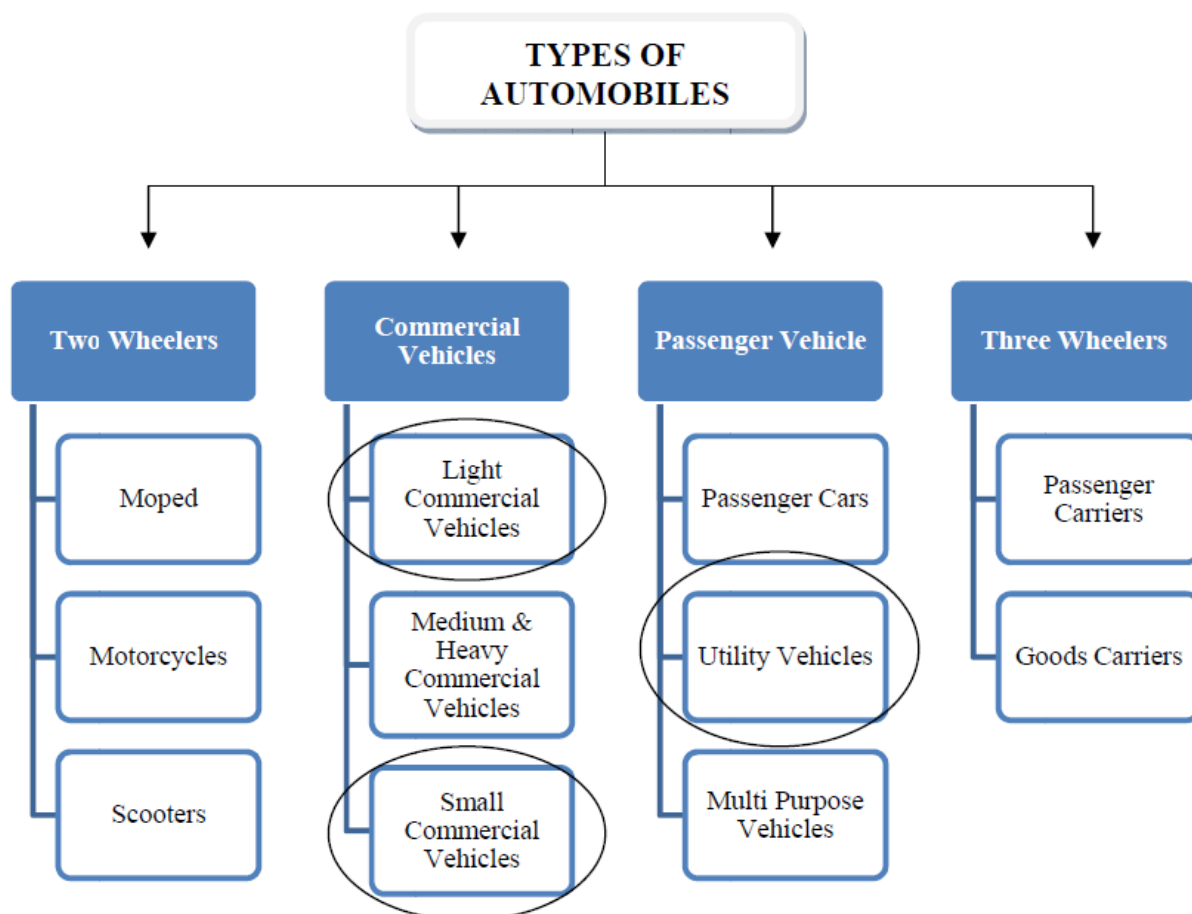 TYPES OF
AUTOMOBILES
Two Wheelers
Commercial
Vehicles
Passenger Vehicle
Three Wheelers
Moped
Motorcycles
Scooters
Light
Commercial
Vehicles
Medium &
Heavy
Commercial
Vehicles
Small
Commercial
Vehicles
Passenger Cars
Utility Vehicles
Multi Purpose
Vehicles
Passenger
Carriers
Goods Carriers